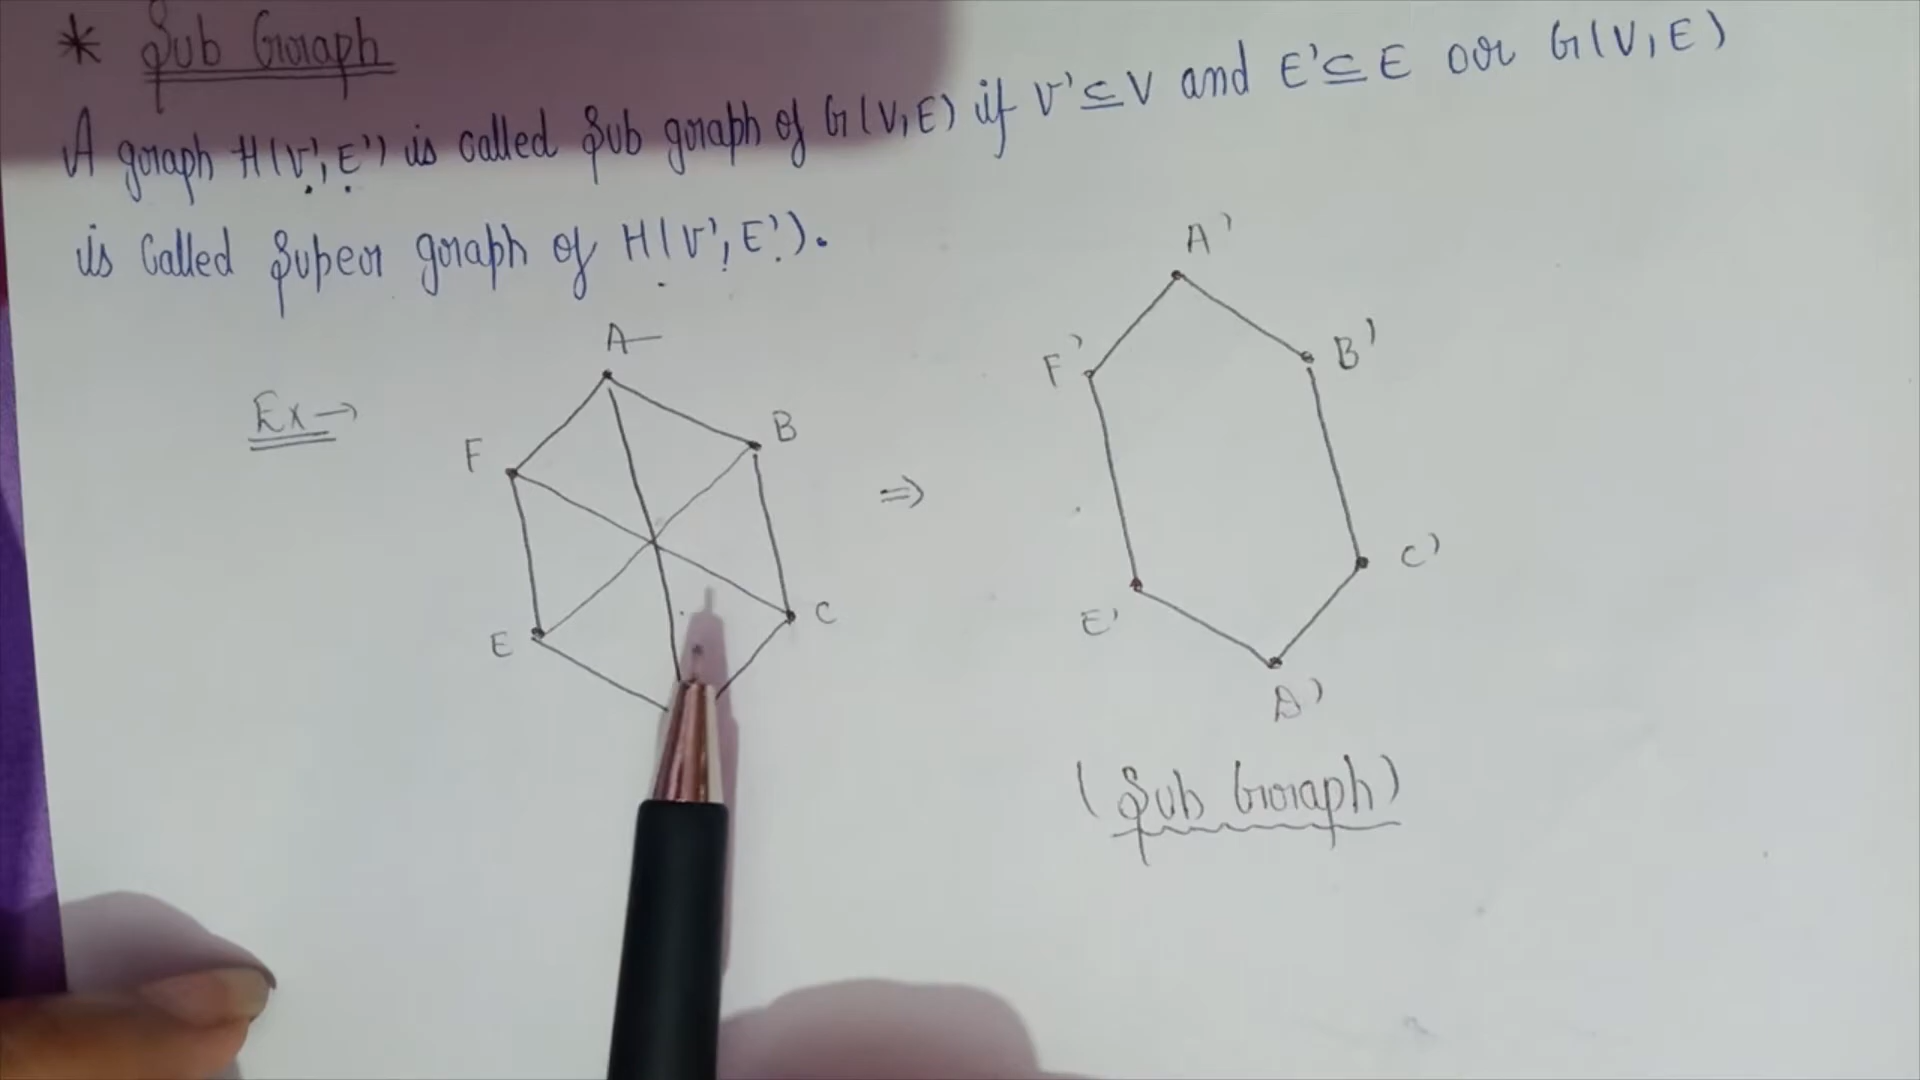 * Sub Graph
A graph H(V', E') is called Sub graph of G(V, E) if V' ⊆ V and E' ⊆ E or G(V, E)
is called Super graph of H(V', E').
Ex →
A
B
F
C
E
⇒
A'
B'
F'
C'
E'
D'
(Sub Graph)